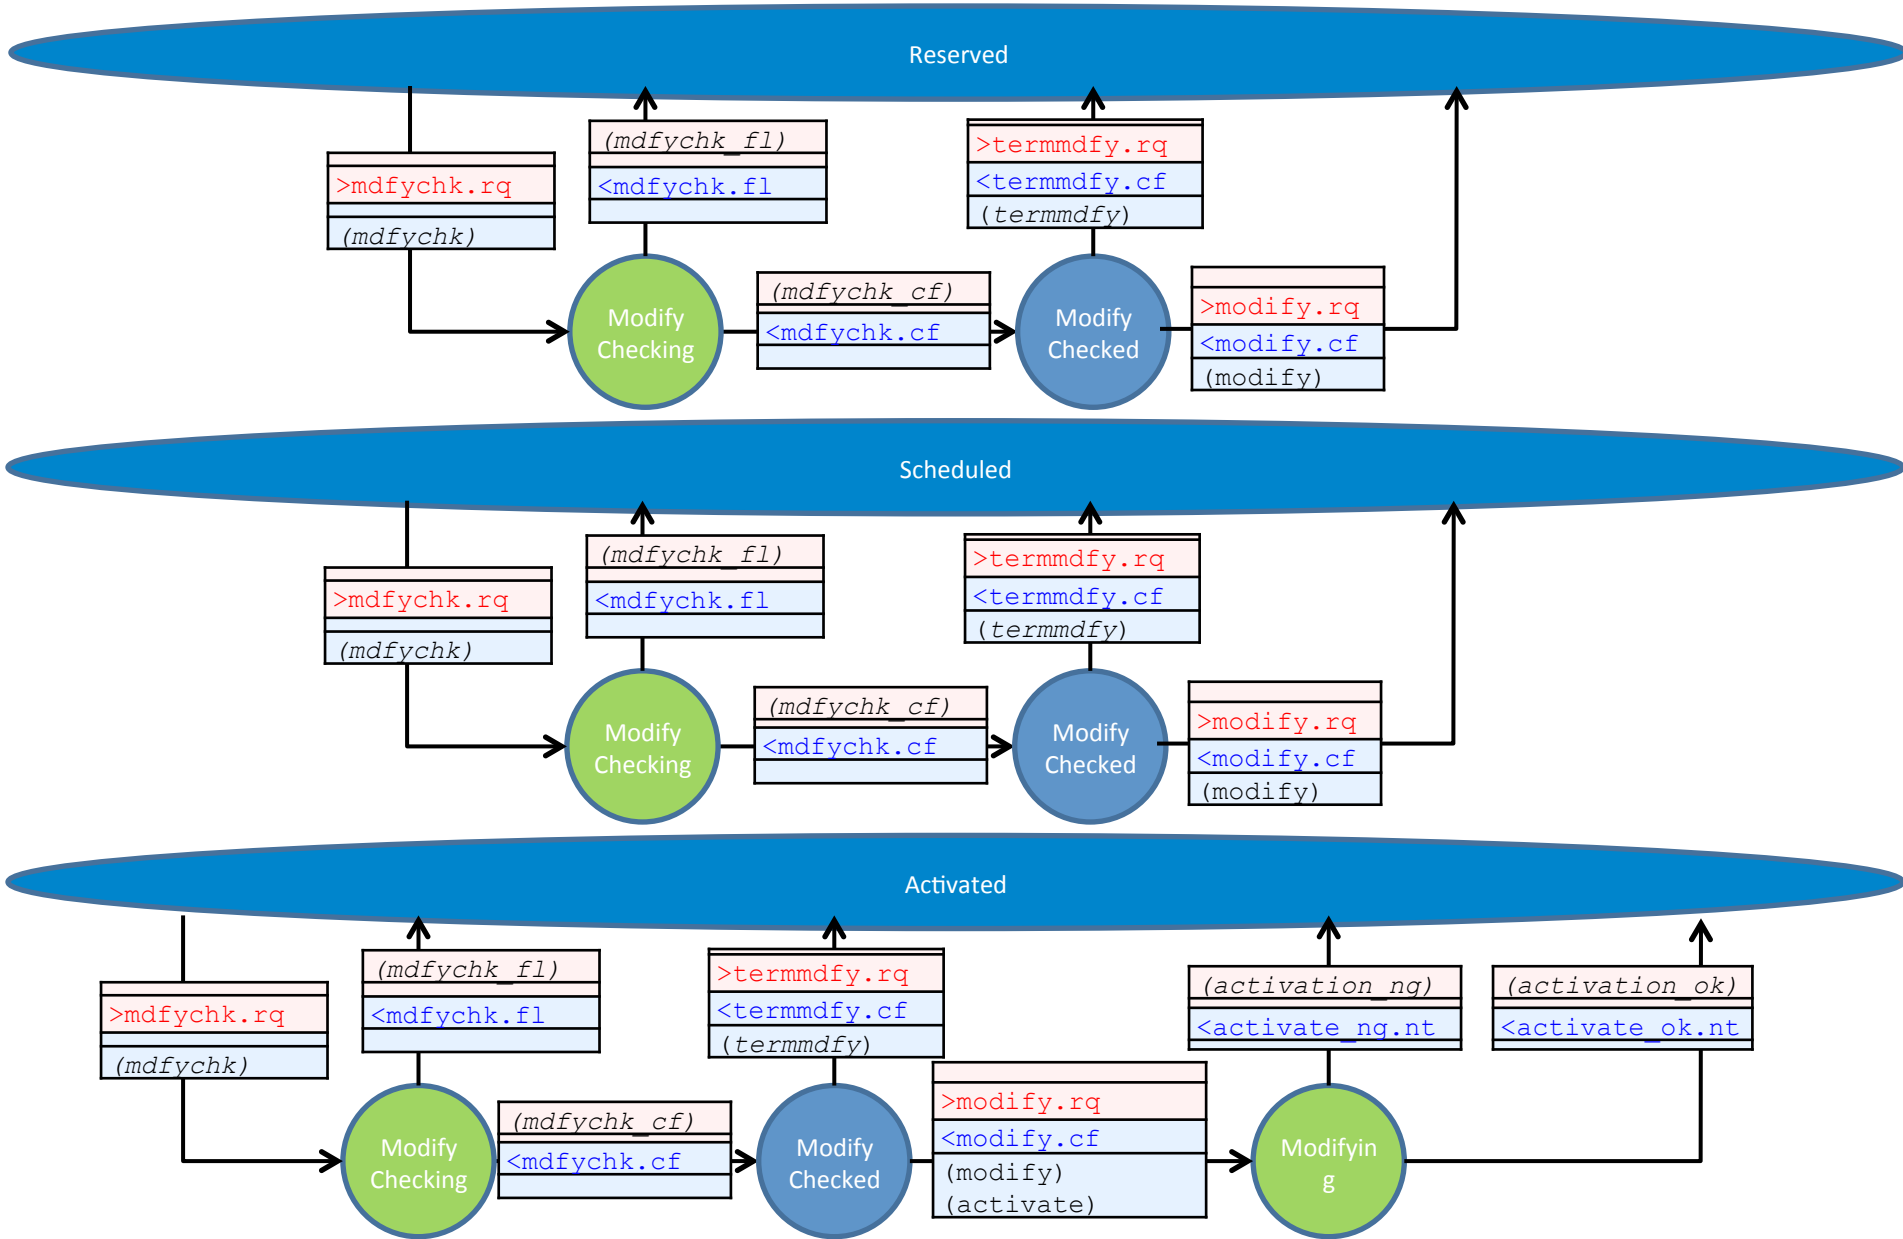 Reserved
(mdfychk_fl)
<mdfychk.fl
>termmdfy.rq
<termmdfy.cf
(termmdfy)
>mdfychk.rq
(mdfychk)
Modify
Checking
(mdfychk_cf)
<mdfychk.cf
Modify
Checked
>modify.rq
<modify.cf
(modify)
Scheduled
(mdfychk_fl)
<mdfychk.fl
>termmdfy.rq
<termmdfy.cf
(termmdfy)
>mdfychk.rq
(mdfychk)
Modify
Checking
(mdfychk_cf)
<mdfychk.cf
Modify
Checked
>modify.rq
<modify.cf
(modify)
Activated
>mdfychk.rq
(mdfychk)
(mdfychk_fl)
<mdfychk.fl
>termmdfy.rq
<termmdfy.cf
(termmdfy)
(activation_ng)
<activate_ng.nt
(activation_ok)
<activate_ok.nt
Modify
Checking
(mdfychk_cf)
<mdfychk.cf
Modify
Checked
>modify.rq
<modify.cf
(modify)
(activate)
Modifyin
g